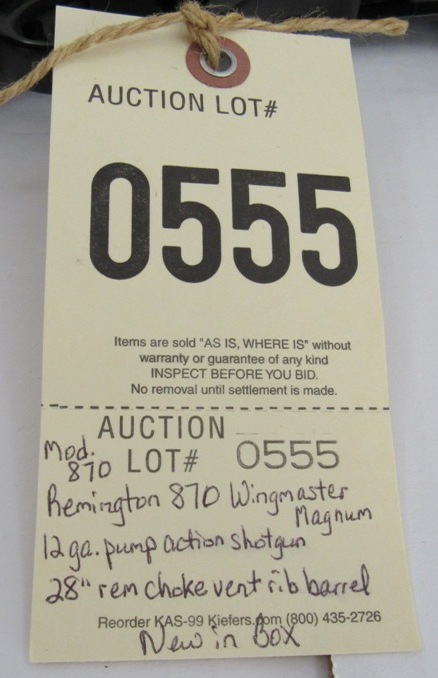 AUCTION LOT#
0555
Items are sold "AS IS, WHERE IS" without
warranty or guarantee of any kind
INSPECT BEFORE YOU BID.
No removal until settlement is made.
AUCTION
LOT# 0555
Mod.
870
Remington 870 Wingmaster
Magnum
12 ga. pump action shotgun
28" rem choke vent rib barrel
Reorder KAS-99 Kiefers.com (800) 435-2726
New in Box